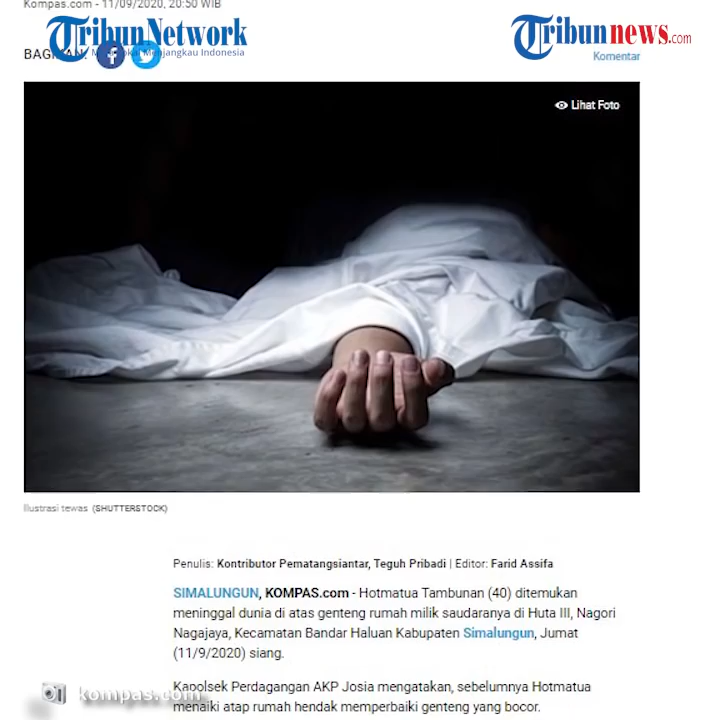 Kompas.com - 11/09/2020, 20:50 WIB
TribunNetwork
Menjangkau Indonesia
Tribunnews.com
BAGIKAN:
Komentar
Lihat Foto
Ilustrasi tewas (SHUTTERSTOCK)
Penulis: Kontributor Pematangsiantar, Teguh Pribadi | Editor: Farid Assifa
SIMALUNGUN, KOMPAS.com - Hotmatua Tambunan (40) ditemukan
meninggal dunia di atas genteng rumah milik saudaranya di Huta III, Nagori
Nagajaya, Kecamatan Bandar Haluan Kabupaten Simalungun, Jumat
(11/9/2020) siang.
Kapolsek Perdagangan AKP Josia mengatakan, sebelumnya Hotmatua
menaiki atap rumah hendak memperbaiki genteng yang bocor.
kompas.com